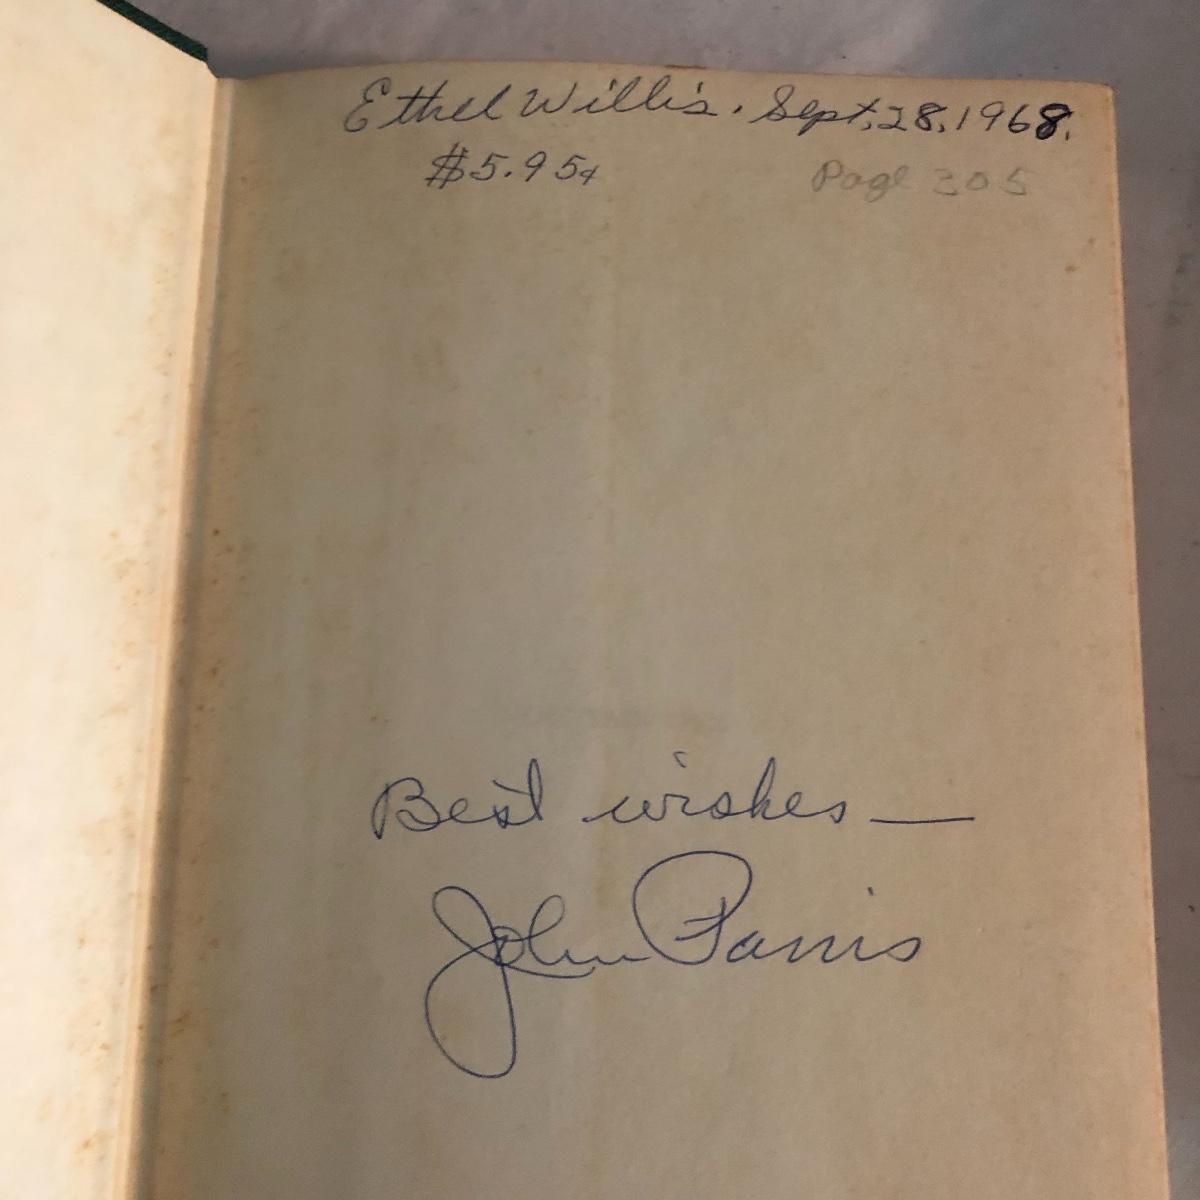 Ethel Willis. Sept. 28, 1968.
$5.95¢ Page 305
Best wishes —
John Parris